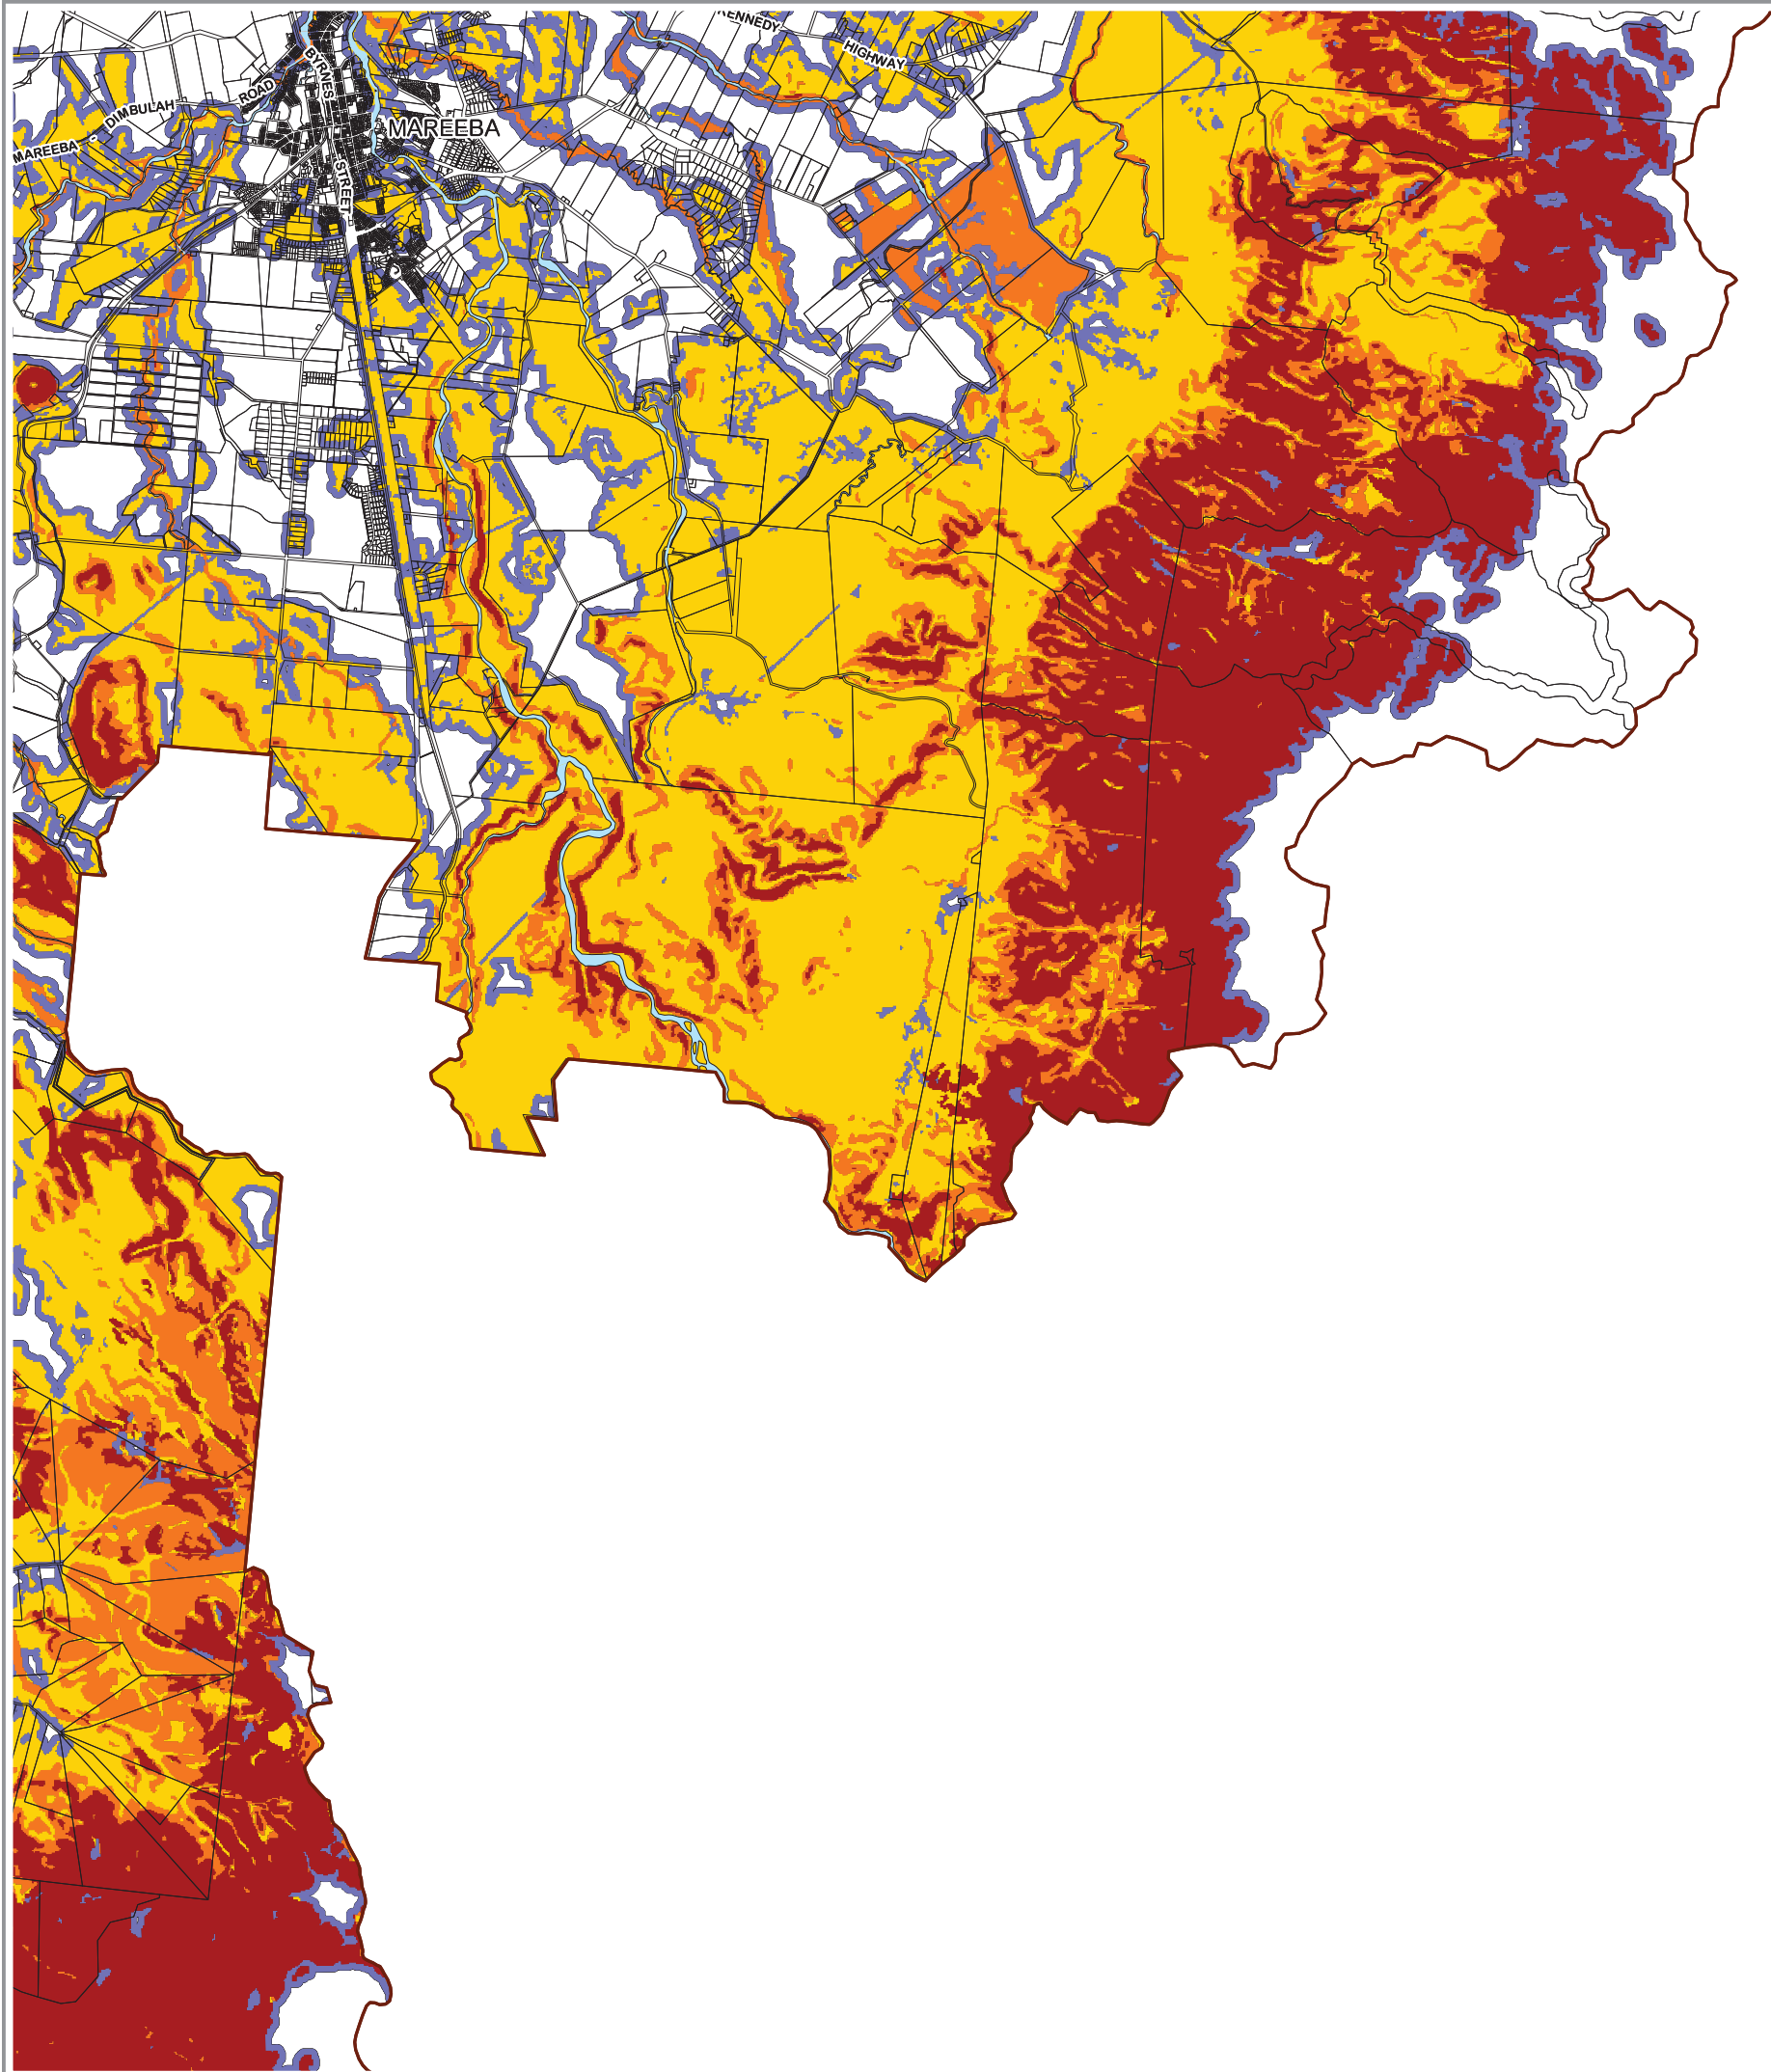 KENNEDY
HIGHWAY
BYRNES
STREET
MAREEBA - DIMBULAH
ROAD
MAREEBA